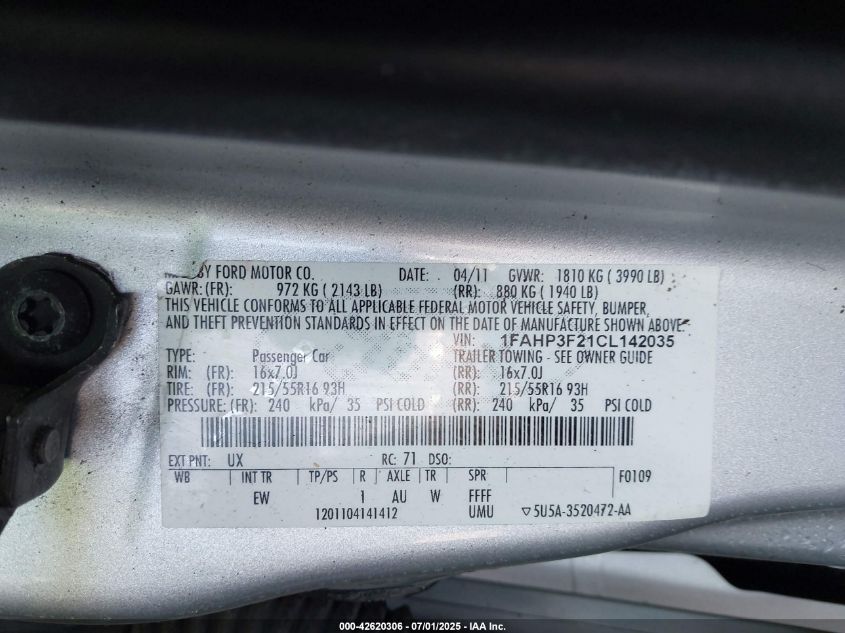 BY FORD MOTOR CO. DATE: 04/11 GVWR: 1810 KG ( 3990 LB)
GAWR:(FR): 972 KG ( 2143 LB) (RR): 880 KG ( 1940 LB)
THIS VEHICLE CONFORMS TO ALL APPLICABLE FEDERAL MOTOR VEHICLE SAFETY, BUMPER,
AND THEFT PREVENTION STANDARDS IN EFFECT ON THE DATE OF MANUFACTURE SHOWN ABOVE.
VIN: 1FAHP3F21CL142035
TYPE: Passenger Car TRAILER TOWING - SEE OWNER GUIDE
RIM: (FR): 16x7.0J (RR): 16x7.0J
TIRE: (FR): 215/55R16 93H (RR): 215/55R16 93H
PRESSURE: (FR): 240 kPa/ 35 PSI COLD (RR): 240 kPa/ 35 PSI COLD
EXT PNT: UX RC: 71 DSO:
WB INT TR TP/PS R AXLE TR SPR F0109
EW 1 AU W FFFF
1201104141412 UMU ▽5U5A-3520472-AA
000-42620306 - 07/01/2025 - IAA Inc.